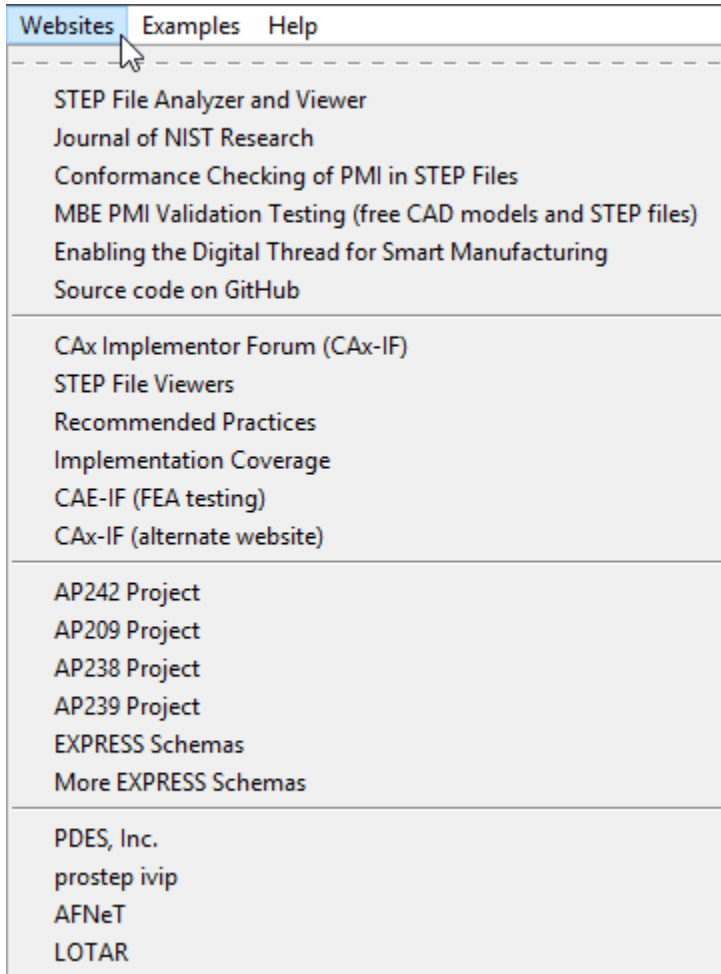 Websites Examples Help
STEP File Analyzer and Viewer
Journal of NIST Research
Conformance Checking of PMI in STEP Files
MBE PMI Validation Testing (free CAD models and STEP files)
Enabling the Digital Thread for Smart Manufacturing
Source code on GitHub
CAx Implementor Forum (CAx-IF)
STEP File Viewers
Recommended Practices
Implementation Coverage
CAE-IF (FEA testing)
CAx-IF (alternate website)
AP242 Project
AP209 Project
AP238 Project
AP239 Project
EXPRESS Schemas
More EXPRESS Schemas
PDES, Inc.
prostep ivip
AFNeT
LOTAR